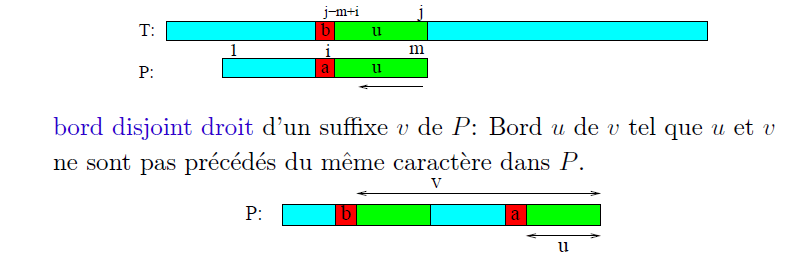 j−m+i j
T: b u
1 i m
P: a u
bord disjoint droit d'un suffixe v de P: Bord u de v tel que u et v
ne sont pas précédés du même caractère dans P.
v
P: b a
u